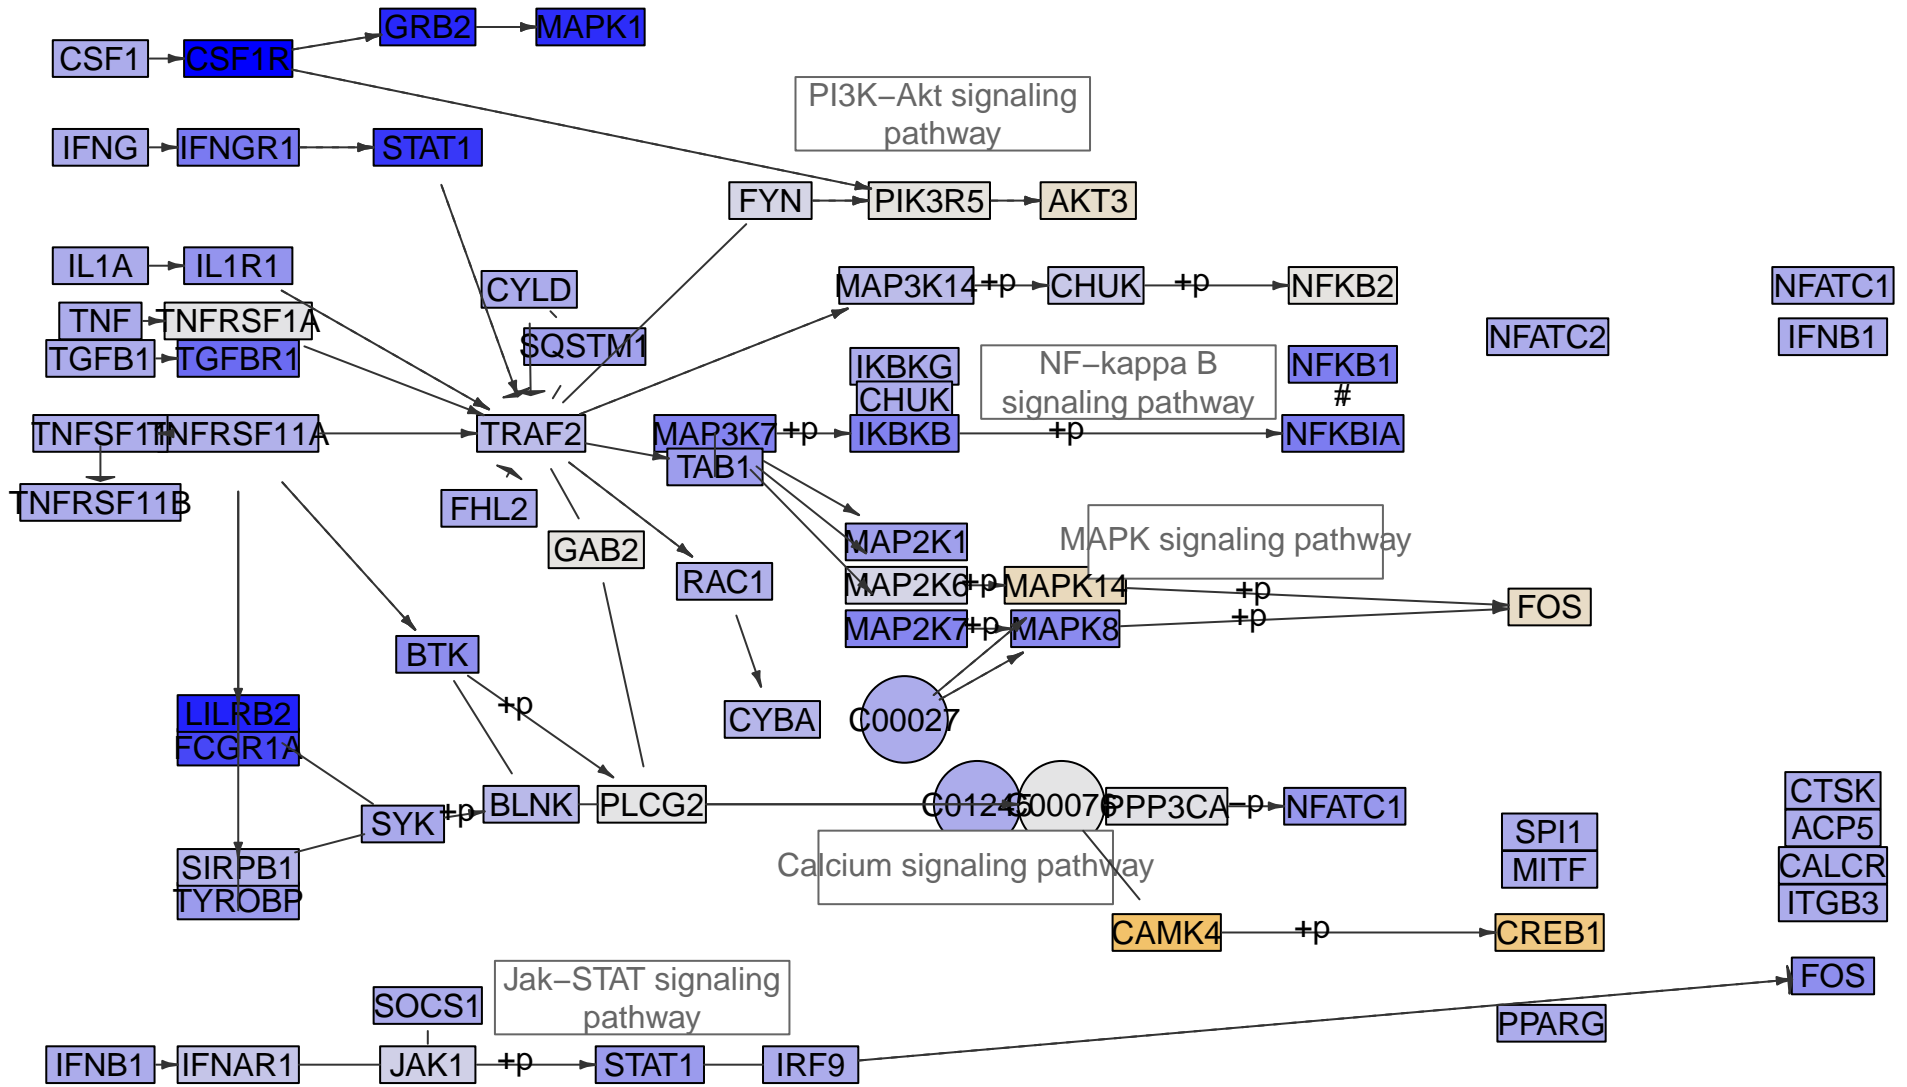 GRB2
MAPK1
CSF1
CSF1R
PI3K−Akt signaling
pathway
IFNG
IFNGR1
STAT1
FYN
PIK3R5
AKT3
IL1A
IL1R1
CYLD
MAP3K14
+p
CHUK
+p
NFKB2
NFATC1
TNF
TNFRSF1A
SQSTM1
NFATC2
IFNB1
TGFB1
TGFBR1
IKBKG
NF−kappa B
signaling pathway
NFKB1
CHUK
#
TNFSF11
TNFRSF11A
TRAF2
MAP3K7
+p
IKBKB
+p
NFKBIA
TAB1
TNFRSF11B
FHL2
GAB2
MAP2K1
MAPK signaling pathway
RAC1
MAP2K6
+p
MAPK14
+p
FOS
MAP2K7
+p
MAPK8
+p
BTK
+p
LILRB2
FCGR1A
CYBA
C00027
SYK
+p
BLNK
PLCG2
C01245
C00076
PPP3CA
−p
NFATC1
CTSK
SPI1
ACP5
SIRPB1
TYROBP
Calcium signaling pathway
MITF
CALCR
ITGB3
CAMK4
+p
CREB1
SOCS1
Jak−STAT signaling
pathway
FOS
PPARG
IFNB1
IFNAR1
JAK1
+p
STAT1
IRF9